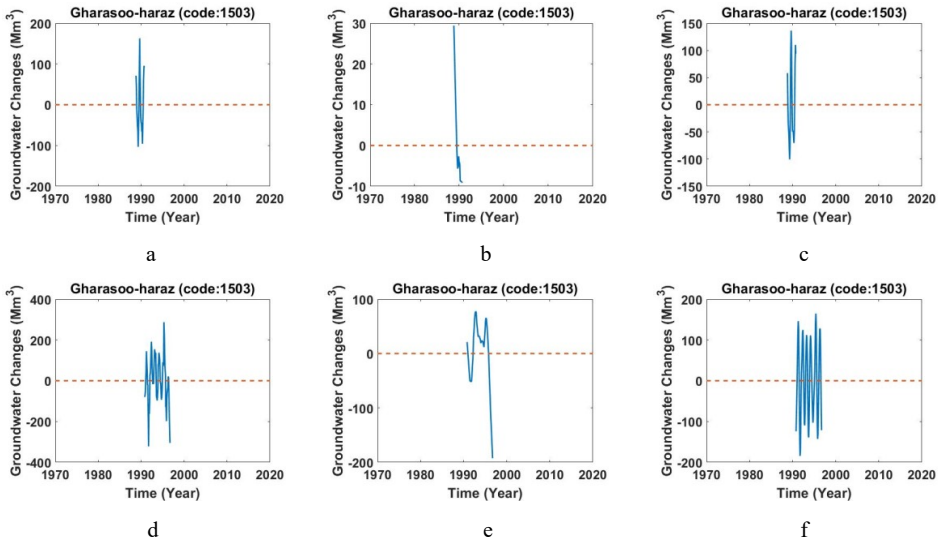 Gharasoo-haraz (code:1503)
Groundwater Changes (Mm³)
200
100
0
-100
-200
1970 1980 1990 2000 2010 2020
Time (Year)
a
Gharasoo-haraz (code:1503)
Groundwater Changes (Mm³)
30
20
10
0
-10
1970 1980 1990 2000 2010 2020
Time (Year)
b
Gharasoo-haraz (code:1503)
Groundwater Changes (Mm³)
150
100
50
0
-50
-100
-150
1970 1980 1990 2000 2010 2020
Time (Year)
c
Gharasoo-haraz (code:1503)
Groundwater Changes (Mm³)
400
200
0
-200
-400
1970 1980 1990 2000 2010 2020
Time (Year)
d
Gharasoo-haraz (code:1503)
Groundwater Changes (Mm³)
100
0
-100
-200
1970 1980 1990 2000 2010 2020
Time (Year)
e
Gharasoo-haraz (code:1503)
Groundwater Changes (Mm³)
200
100
0
-100
-200
1970 1980 1990 2000 2010 2020
Time (Year)
f